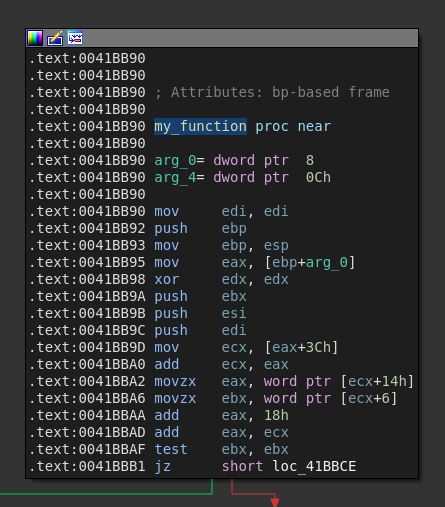 .text:0041BB90
.text:0041BB90
.text:0041BB90 ; Attributes: bp-based frame
.text:0041BB90
.text:0041BB90 my_function proc near
.text:0041BB90
.text:0041BB90 arg_0= dword ptr  8
.text:0041BB90 arg_4= dword ptr  0Ch
.text:0041BB90
.text:0041BB90 mov     edi, edi
.text:0041BB92 push    ebp
.text:0041BB93 mov     ebp, esp
.text:0041BB95 mov     eax, [ebp+arg_0]
.text:0041BB98 xor     edx, edx
.text:0041BB9A push    ebx
.text:0041BB9B push    esi
.text:0041BB9C push    edi
.text:0041BB9D mov     ecx, [eax+3Ch]
.text:0041BBA0 add     ecx, eax
.text:0041BBA2 movzx   eax, word ptr [ecx+14h]
.text:0041BBA6 movzx   ebx, word ptr [ecx+6]
.text:0041BBAA add     eax, 18h
.text:0041BBAD add     eax, ecx
.text:0041BBAF test    ebx, ebx
.text:0041BBB1 jz      short loc_41BBCE